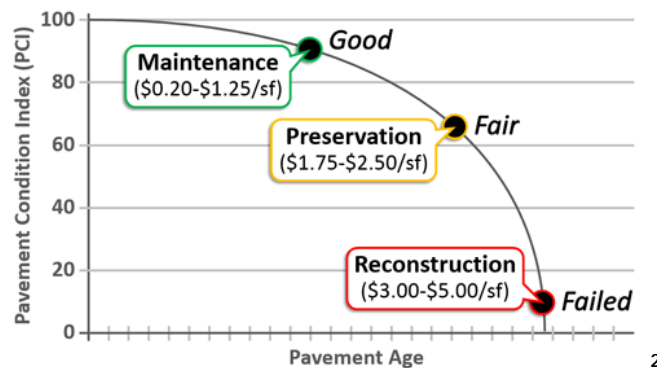 Pavement Condition Index (PCI)
100
80
60
40
20
0
Good
Maintenance
($0.20-$1.25/sf)
Fair
Preservation
($1.75-$2.50/sf)
Reconstruction
($3.00-$5.00/sf)
Failed
Pavement Age
2